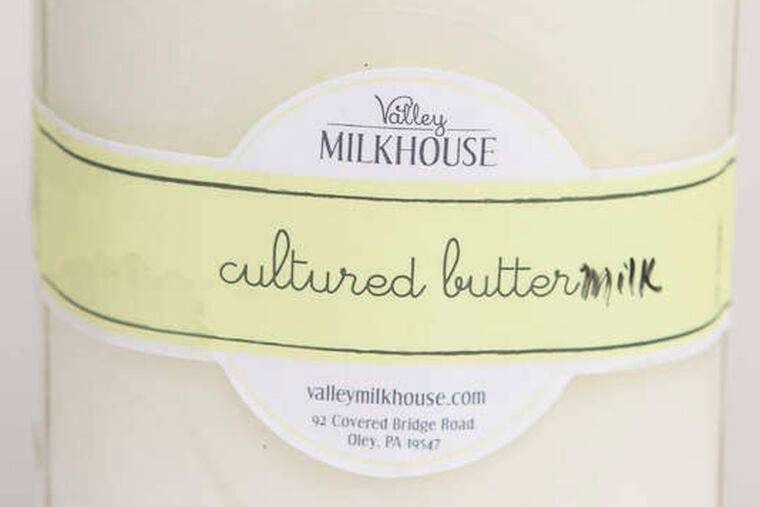 Valley
MILKHOUSE
cultured buttermilk
valleymilkhouse.com
92 Covered Bridge Road
Oley, PA 19547